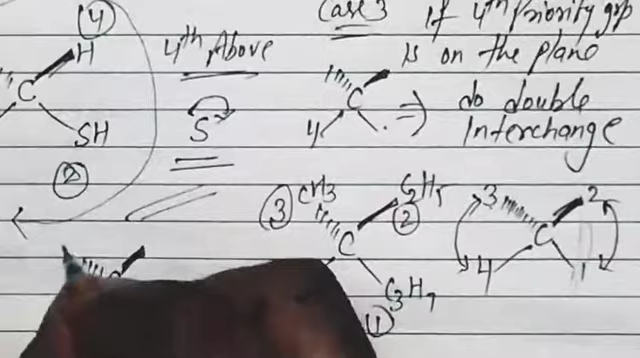 ④
H
C
SH
②
4th Above
S
Case 3 If 4th Priority grp
is on the plane
C
4
⇒ do double
Interchange
③ CH3
C2H5
②
C
C3H7
①
3 2
C
4 1